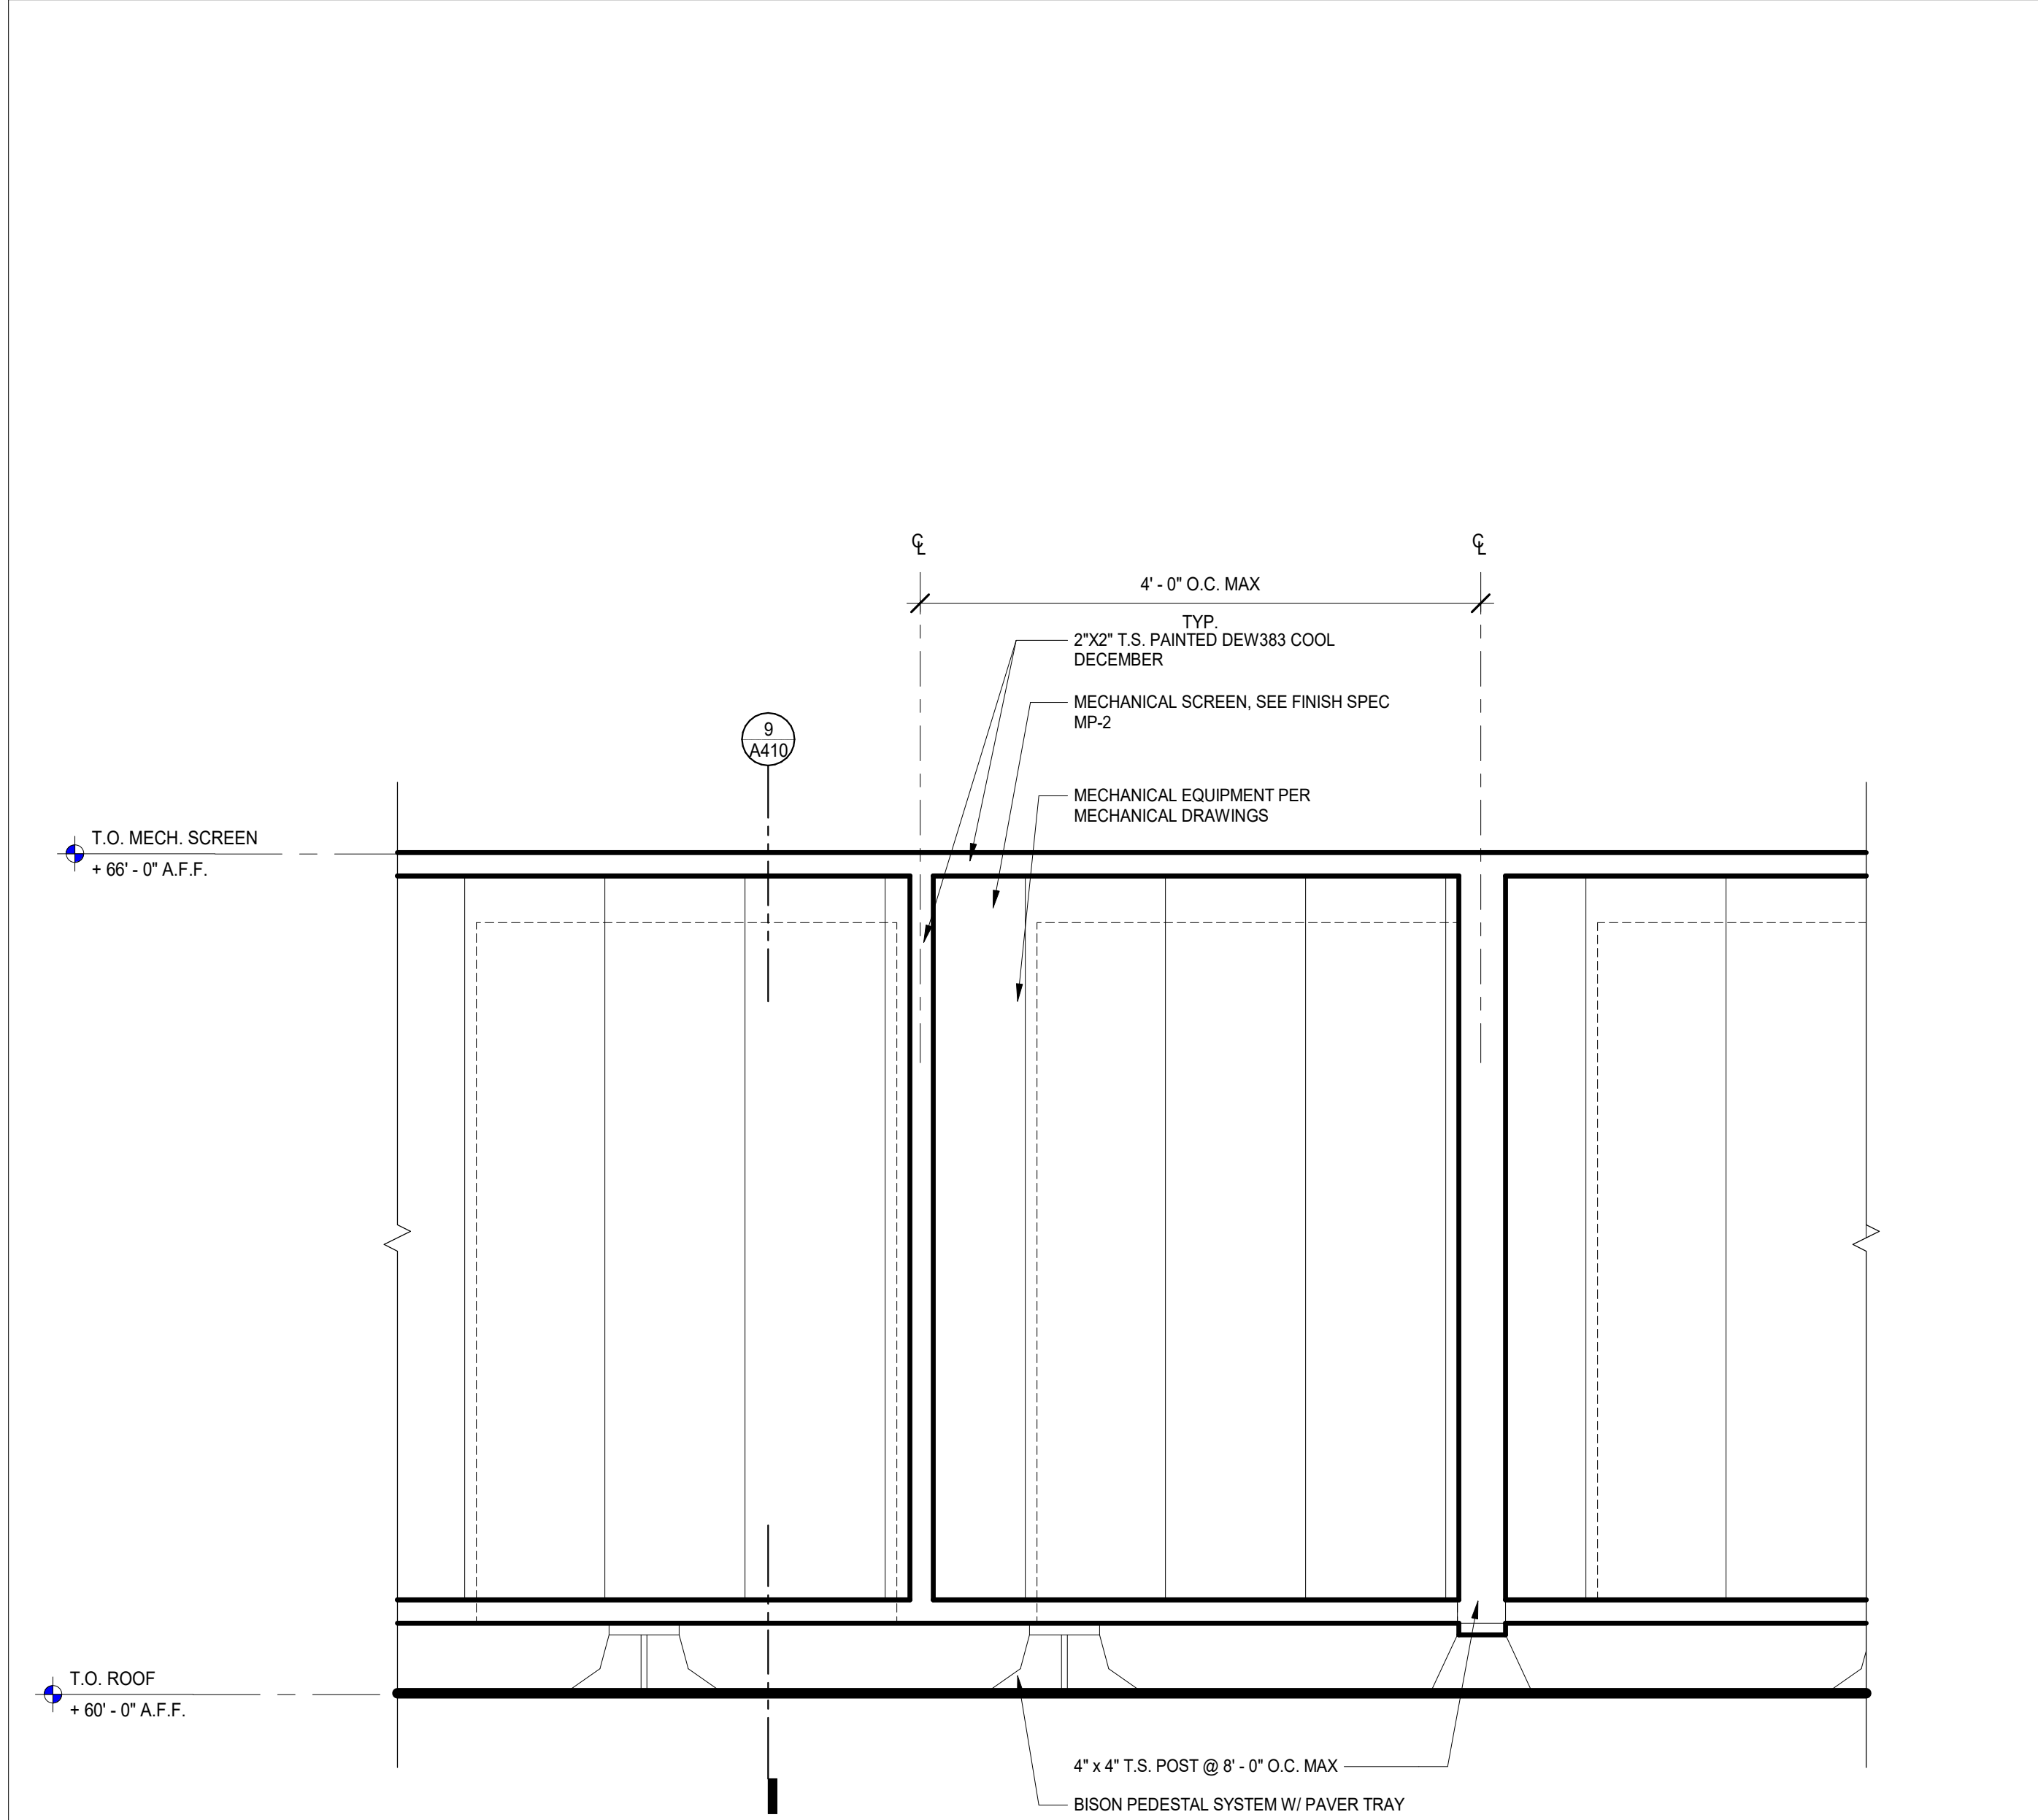 ℄
℄
4' - 0" O.C. MAX
TYP.
2"X2" T.S. PAINTED DEW383 COOL
DECEMBER
MECHANICAL SCREEN, SEE FINISH SPEC
MP-2
9
A410
MECHANICAL EQUIPMENT PER
MECHANICAL DRAWINGS
T.O. MECH. SCREEN
+ 66' - 0" A.F.F.
T.O. ROOF
+ 60' - 0" A.F.F.
4" x 4" T.S. POST @ 8' - 0" O.C. MAX
BISON PEDESTAL SYSTEM W/ PAVER TRAY